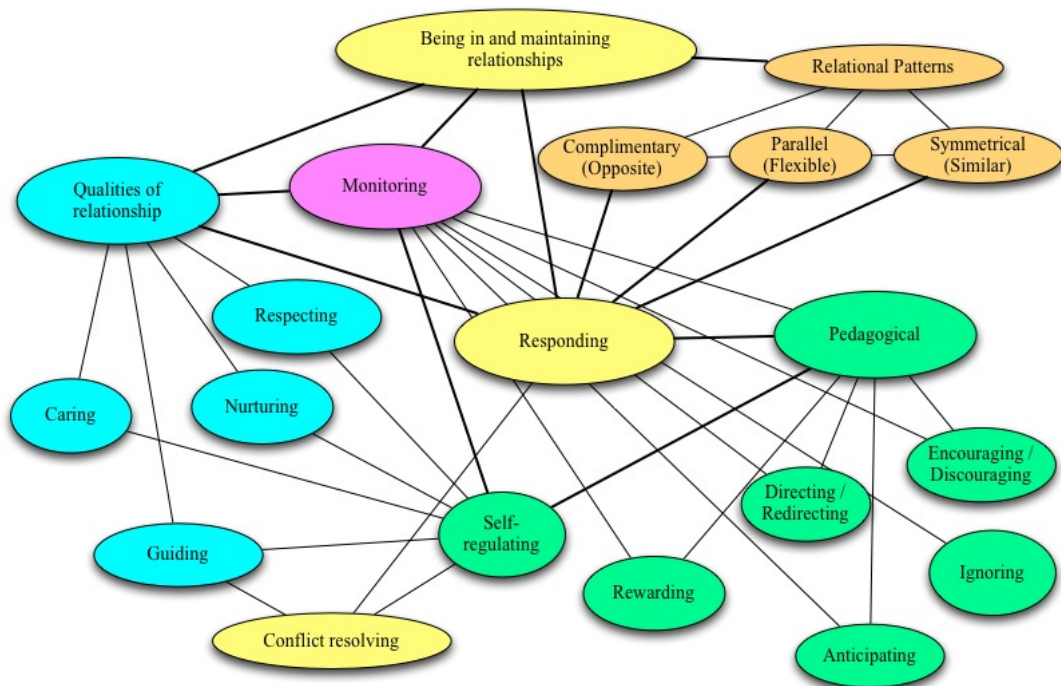 Being in and maintaining
relationships
Relational Patterns
Complimentary
(Opposite)
Parallel
(Flexible)
Symmetrical
(Similar)
Qualities of
relationship
Monitoring
Respecting
Responding
Pedagogical
Caring
Nurturing
Encouraging /
Discouraging
Directing /
Redirecting
Self-
regulating
Guiding
Rewarding
Ignoring
Conflict resolving
Anticipating